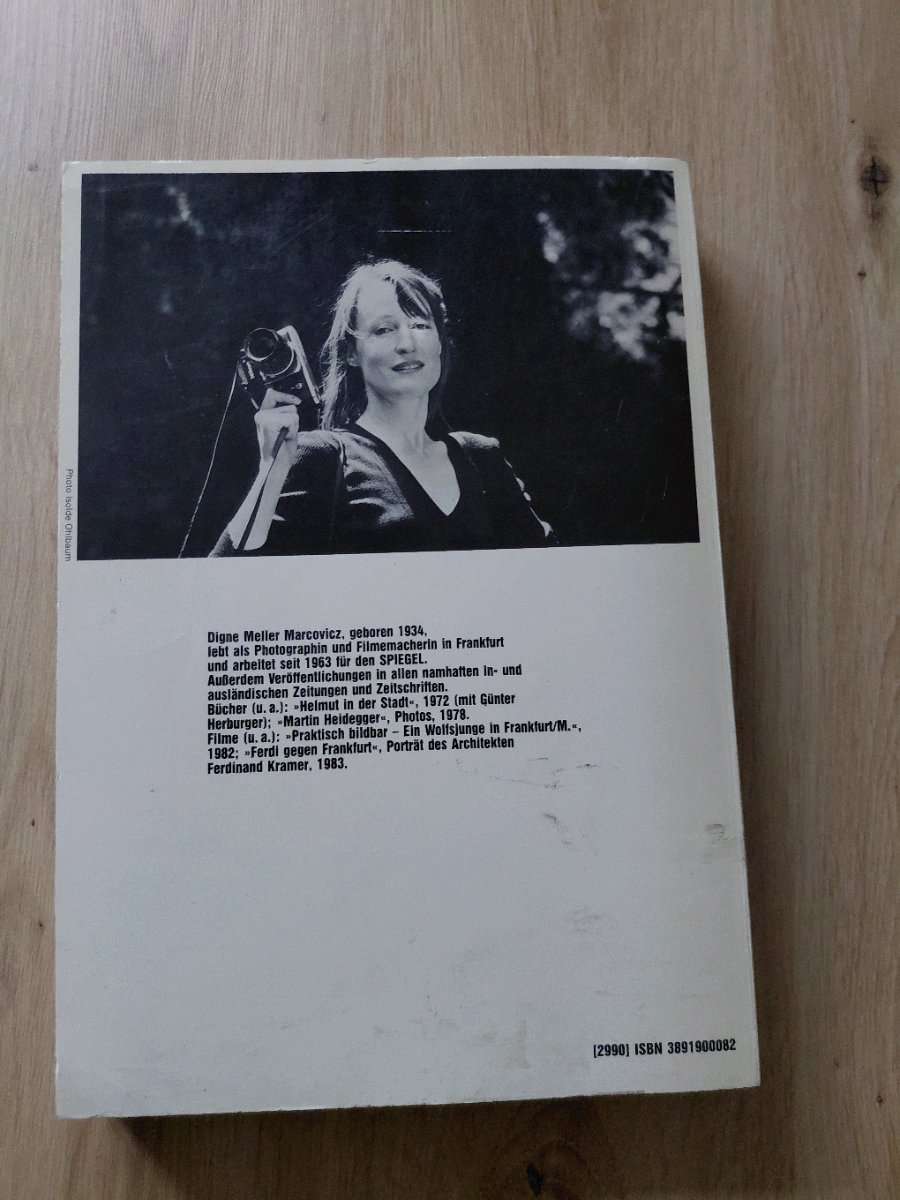 Photo Isolde Ohlbaum
Digne Meller Marcovicz, geboren 1934,
lebt als Photographin und Filmemacherin in Frankfurt
und arbeitet seit 1963 für den SPIEGEL.
Außerdem Veröffentlichungen in allen namhaften in- und
ausländischen Zeitungen und Zeitschriften.
Bücher (u. a.): »Helmut in der Stadt«, 1972 (mit Günter
Herburger); »Martin Heidegger«, Photos, 1978.
Filme (u. a.): »Praktisch bildbar – Ein Wolfsjunge in Frankfurt/M.«,
1982; »Ferdi gegen Frankfurt«, Porträt des Architekten
Ferdinand Kramer, 1983.
[2990] ISBN 3891900082